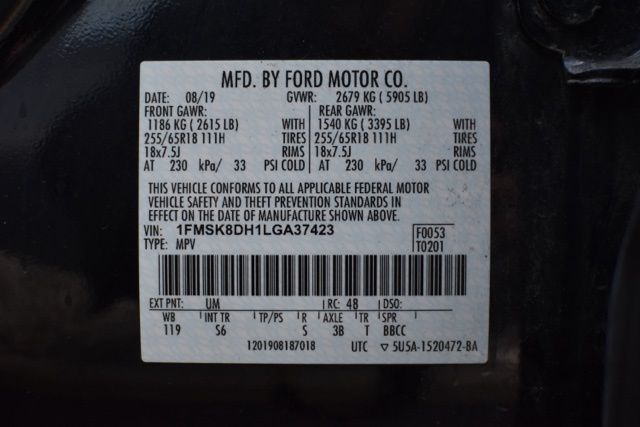 MFD. BY FORD MOTOR CO.
DATE: 08/19 GVWR: 2679 KG ( 5905 LB)
FRONT GAWR: REAR GAWR:
1186 KG ( 2615 LB) WITH 1540 KG ( 3395 LB) WITH
255/65R18 111H TIRES 255/65R18 111H TIRES
18x7.5J RIMS 18x7.5J RIMS
AT 230 kPa/ 33 PSI COLD AT 230 kPa/ 33 PSI COLD
THIS VEHICLE CONFORMS TO ALL APPLICABLE FEDERAL MOTOR
VEHICLE SAFETY AND THEFT PREVENTION STANDARDS IN
EFFECT ON THE DATE OF MANUFACTURE SHOWN ABOVE.
VIN: 1FMSK8DH1LGA37423 F0053
TYPE: MPV T0201
EXT PNT: UM RC: 48 DSO:
WB INT TR TP/PS R AXLE TR SPR
119 S6 S 3B T BBCC
1201908187018 UTC ▽ 5U5A-1520472-BA